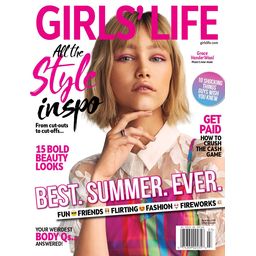 GIRLS' LIFE
girlslife.com
All the
Style
inspo
From cut-outs
to cut-offs...
Grace
VanderWaal
10 SHOCKING
THINGS
GUYS WISH
YOU KNEW
GET
PAID
HOW TO
CRUSH
THE CASH
GAME
15 BOLD
BEAUTY
LOOKS
BEST. SUMMER. EVER.
FUN FRIENDS FLIRTING FASHION FIREWORKS
YOUR WEIRDEST
BODY Qs...
ANSWERED!